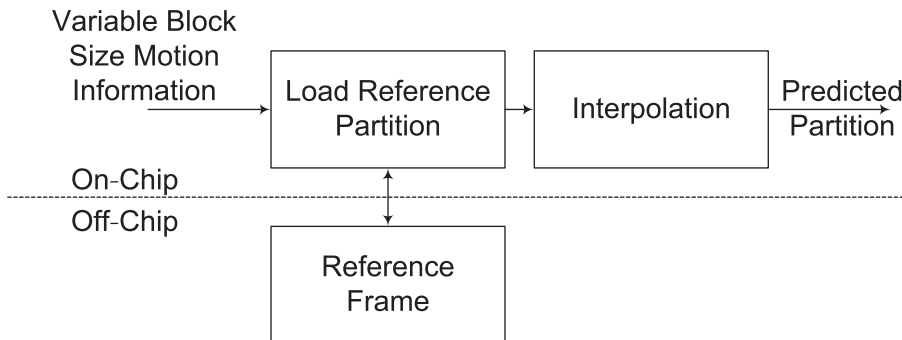 Variable Block
Size Motion
Information
Load Reference
Partition
Interpolation
Predicted
Partition
On-Chip
Off-Chip
Reference
Frame